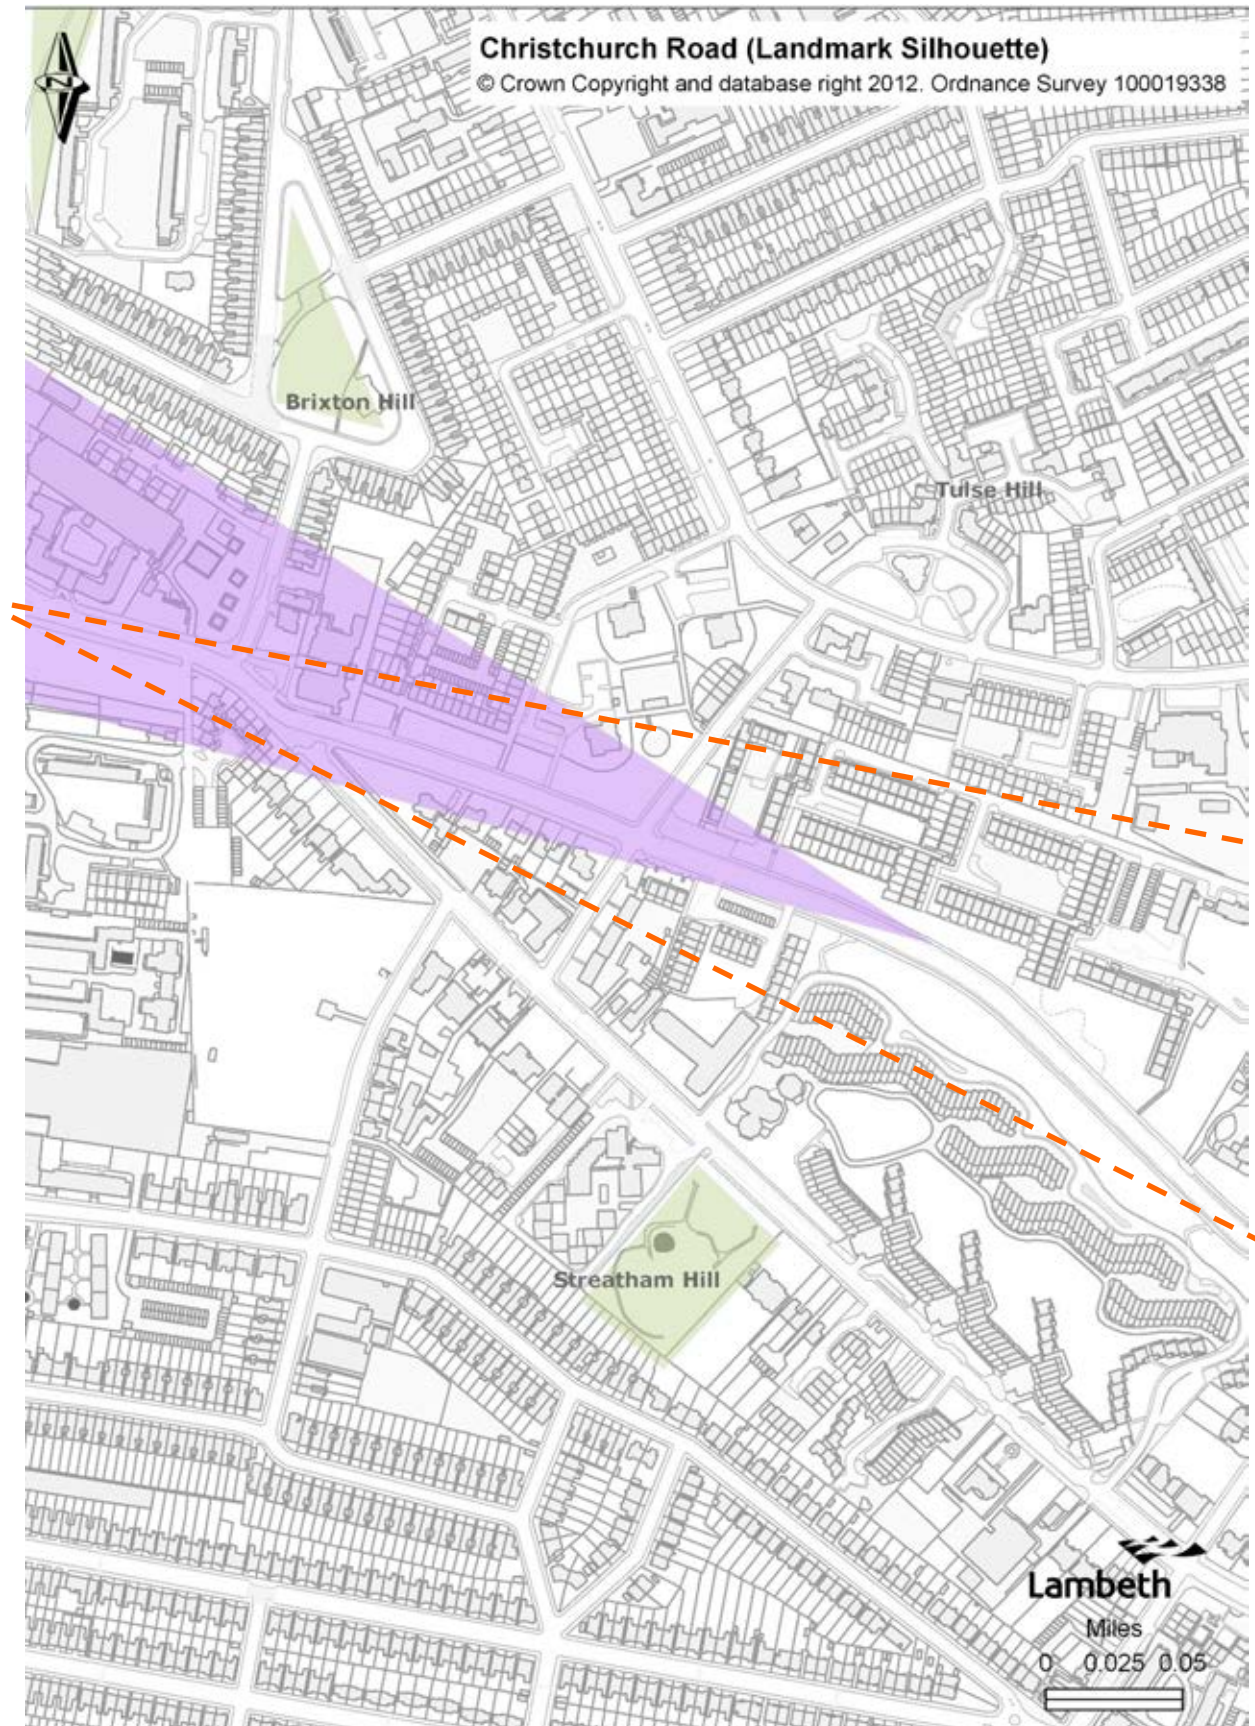 Christchurch Road (Landmark Silhouette)
© Crown Copyright and database right 2012. Ordnance Survey 100019338
N
Brixton Hill
Tulse Hill
Streatham Hill
Lambeth
Miles
0 0.025 0.05